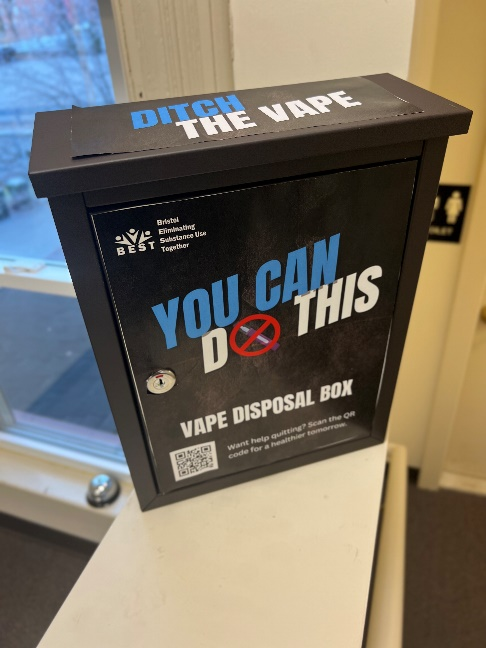 DITCH
THE VAPE
BEST
Bristol
Eliminating
Substance Use
Together
YOU CAN
DO THIS
VAPE DISPOSAL BOX
Want help quitting? Scan the QR
code for a healthier tomorrow.